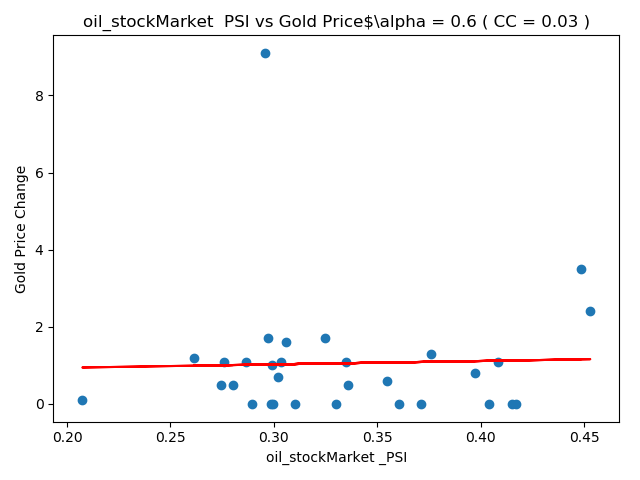 oil_stockMarket  PSI vs Gold Price$\alpha = 0.6 ( CC = 0.03 )
8
6
4
2
0
Gold Price Change
0.20 0.25 0.30 0.35 0.40 0.45
oil_stockMarket _PSI